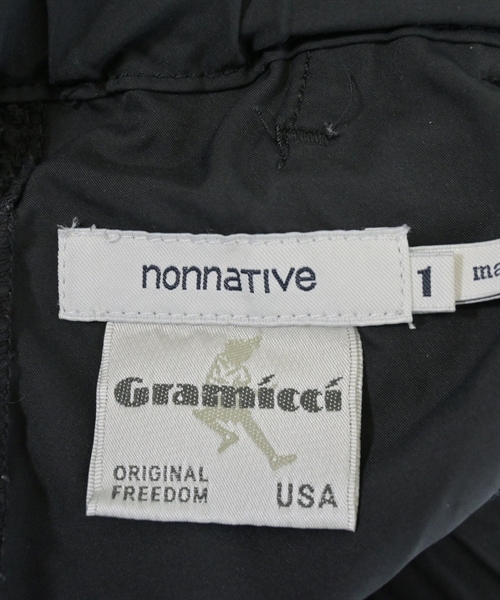 nonnative
1
Gramicci
ORIGINAL
FREEDOM
USA